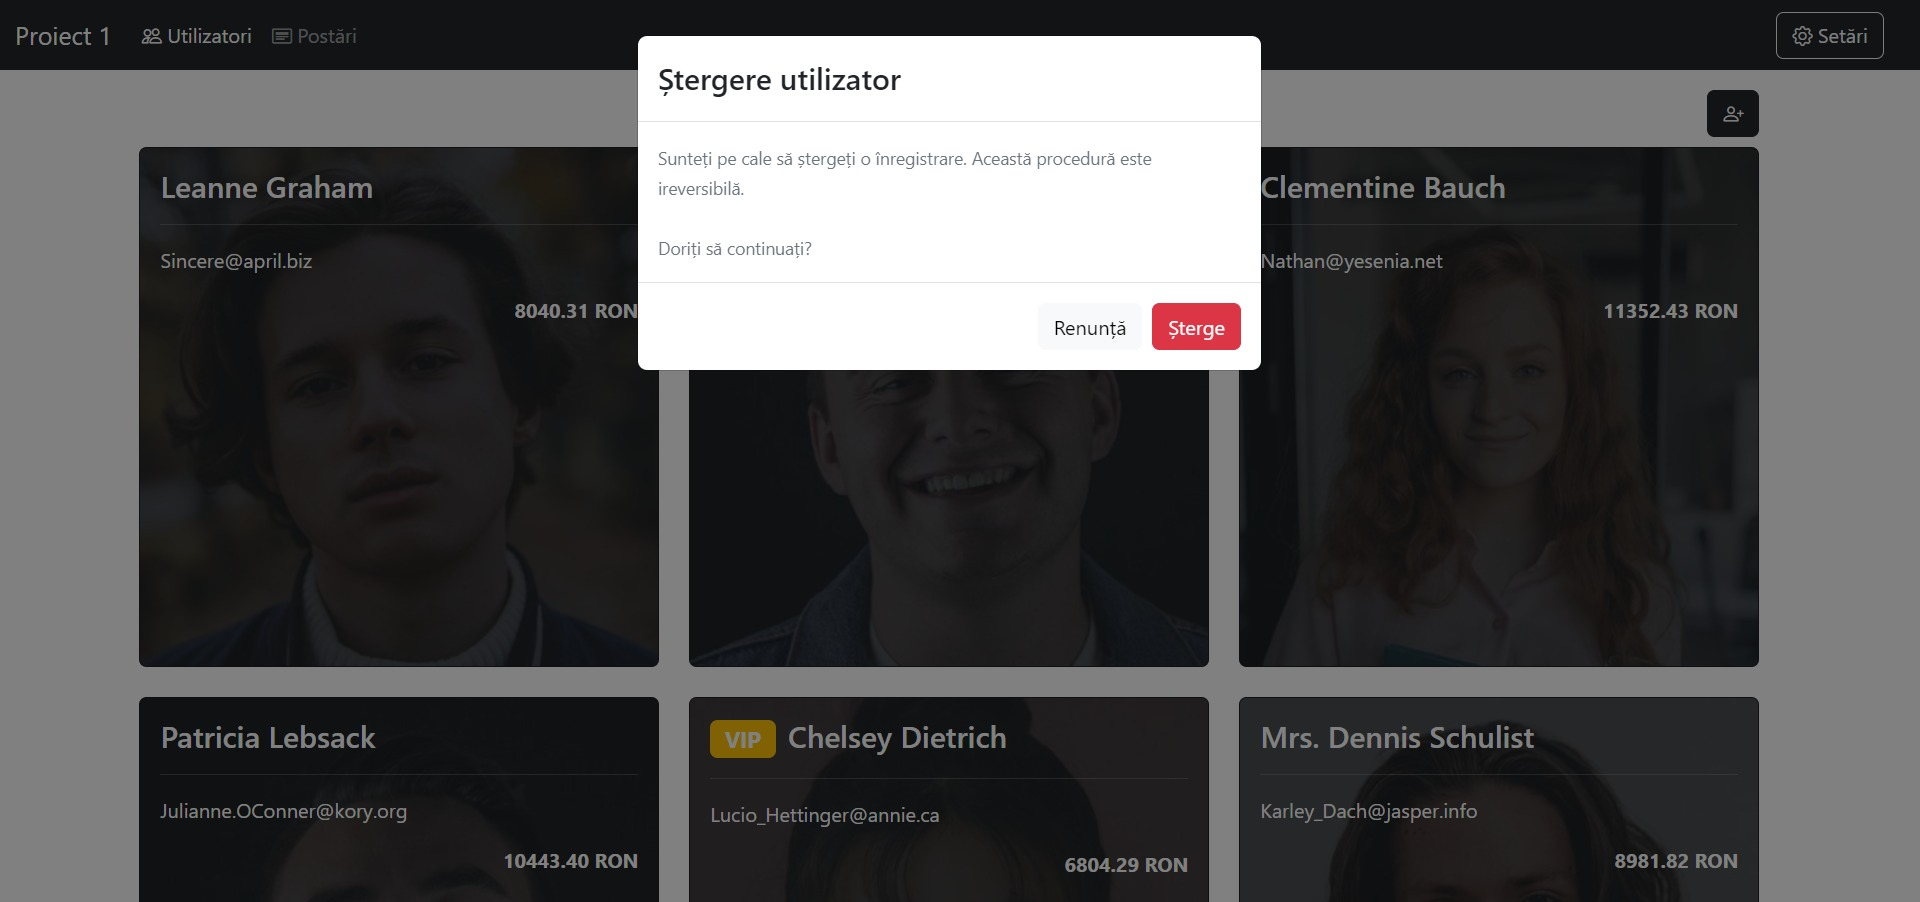 Proiect 1
Utilizatori
Postări
Setări
Ștergere utilizator
Sunteți pe cale să ștergeți o înregistrare. Această procedură este
ireversibilă.
Doriți să continuați?
Renunță
Șterge
Leanne Graham
Sincere@april.biz
8040.31 RON
Clementine Bauch
Nathan@yesenia.net
11352.43 RON
Patricia Lebsack
Julianne.OConner@kory.org
10443.40 RON
VIP Chelsey Dietrich
Lucio_Hettinger@annie.ca
6804.29 RON
Mrs. Dennis Schulist
Karley_Dach@jasper.info
8981.82 RON